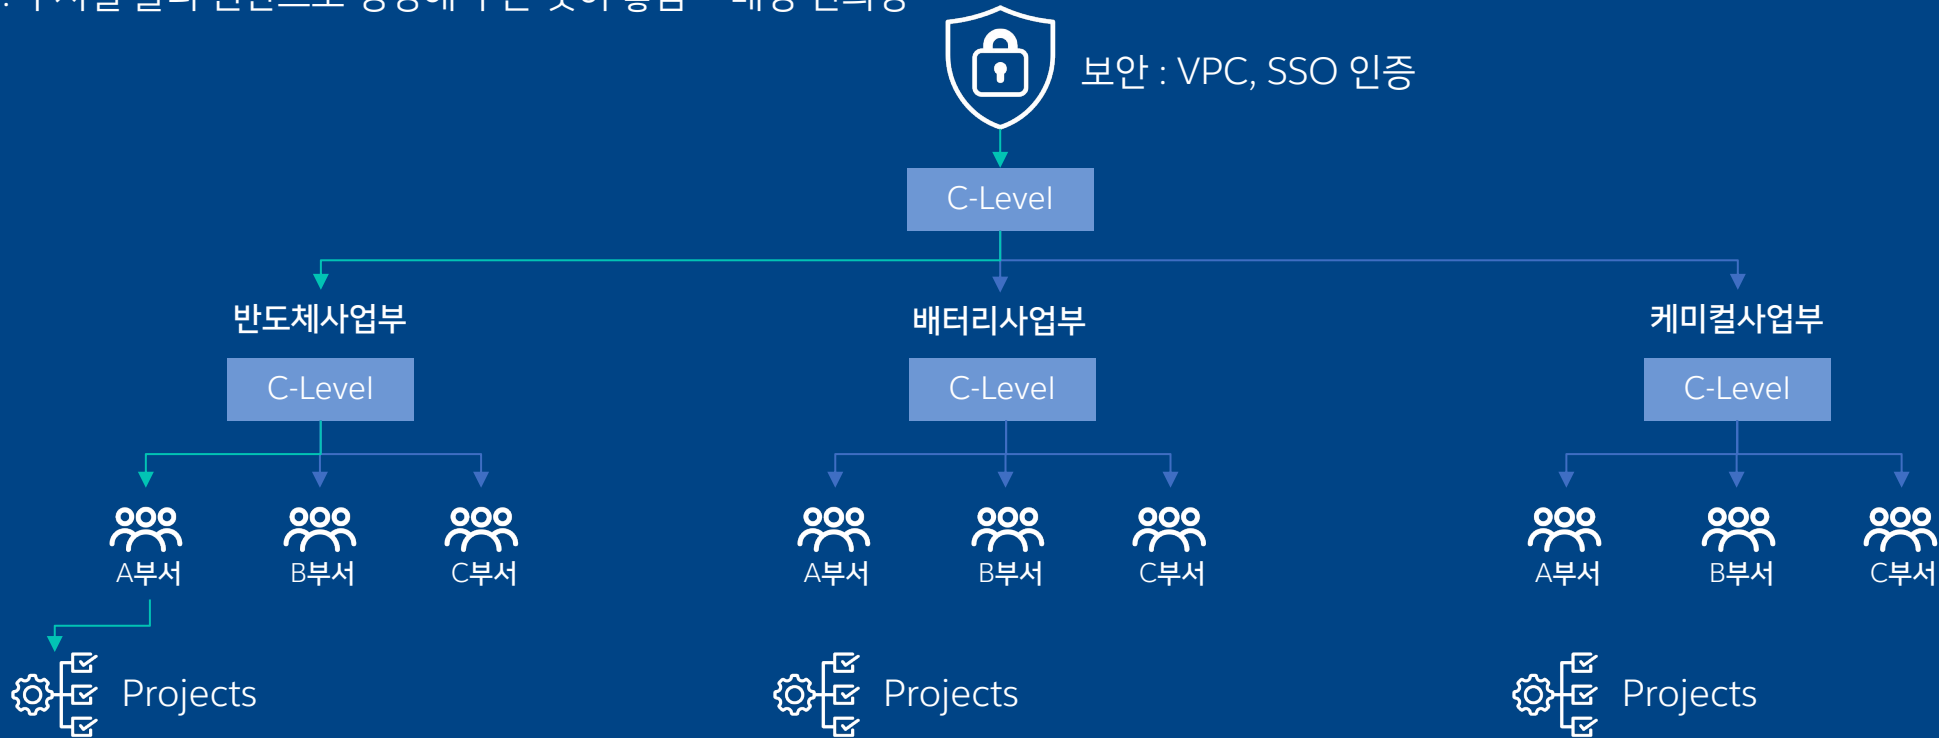 보안 : VPC, SSO 인증
C-Level
반도체사업부
배터리사업부
케미컬사업부
C-Level
C-Level
C-Level
A부서
B부서
C부서
A부서
B부서
C부서
A부서
B부서
C부서
Projects
Projects
Projects